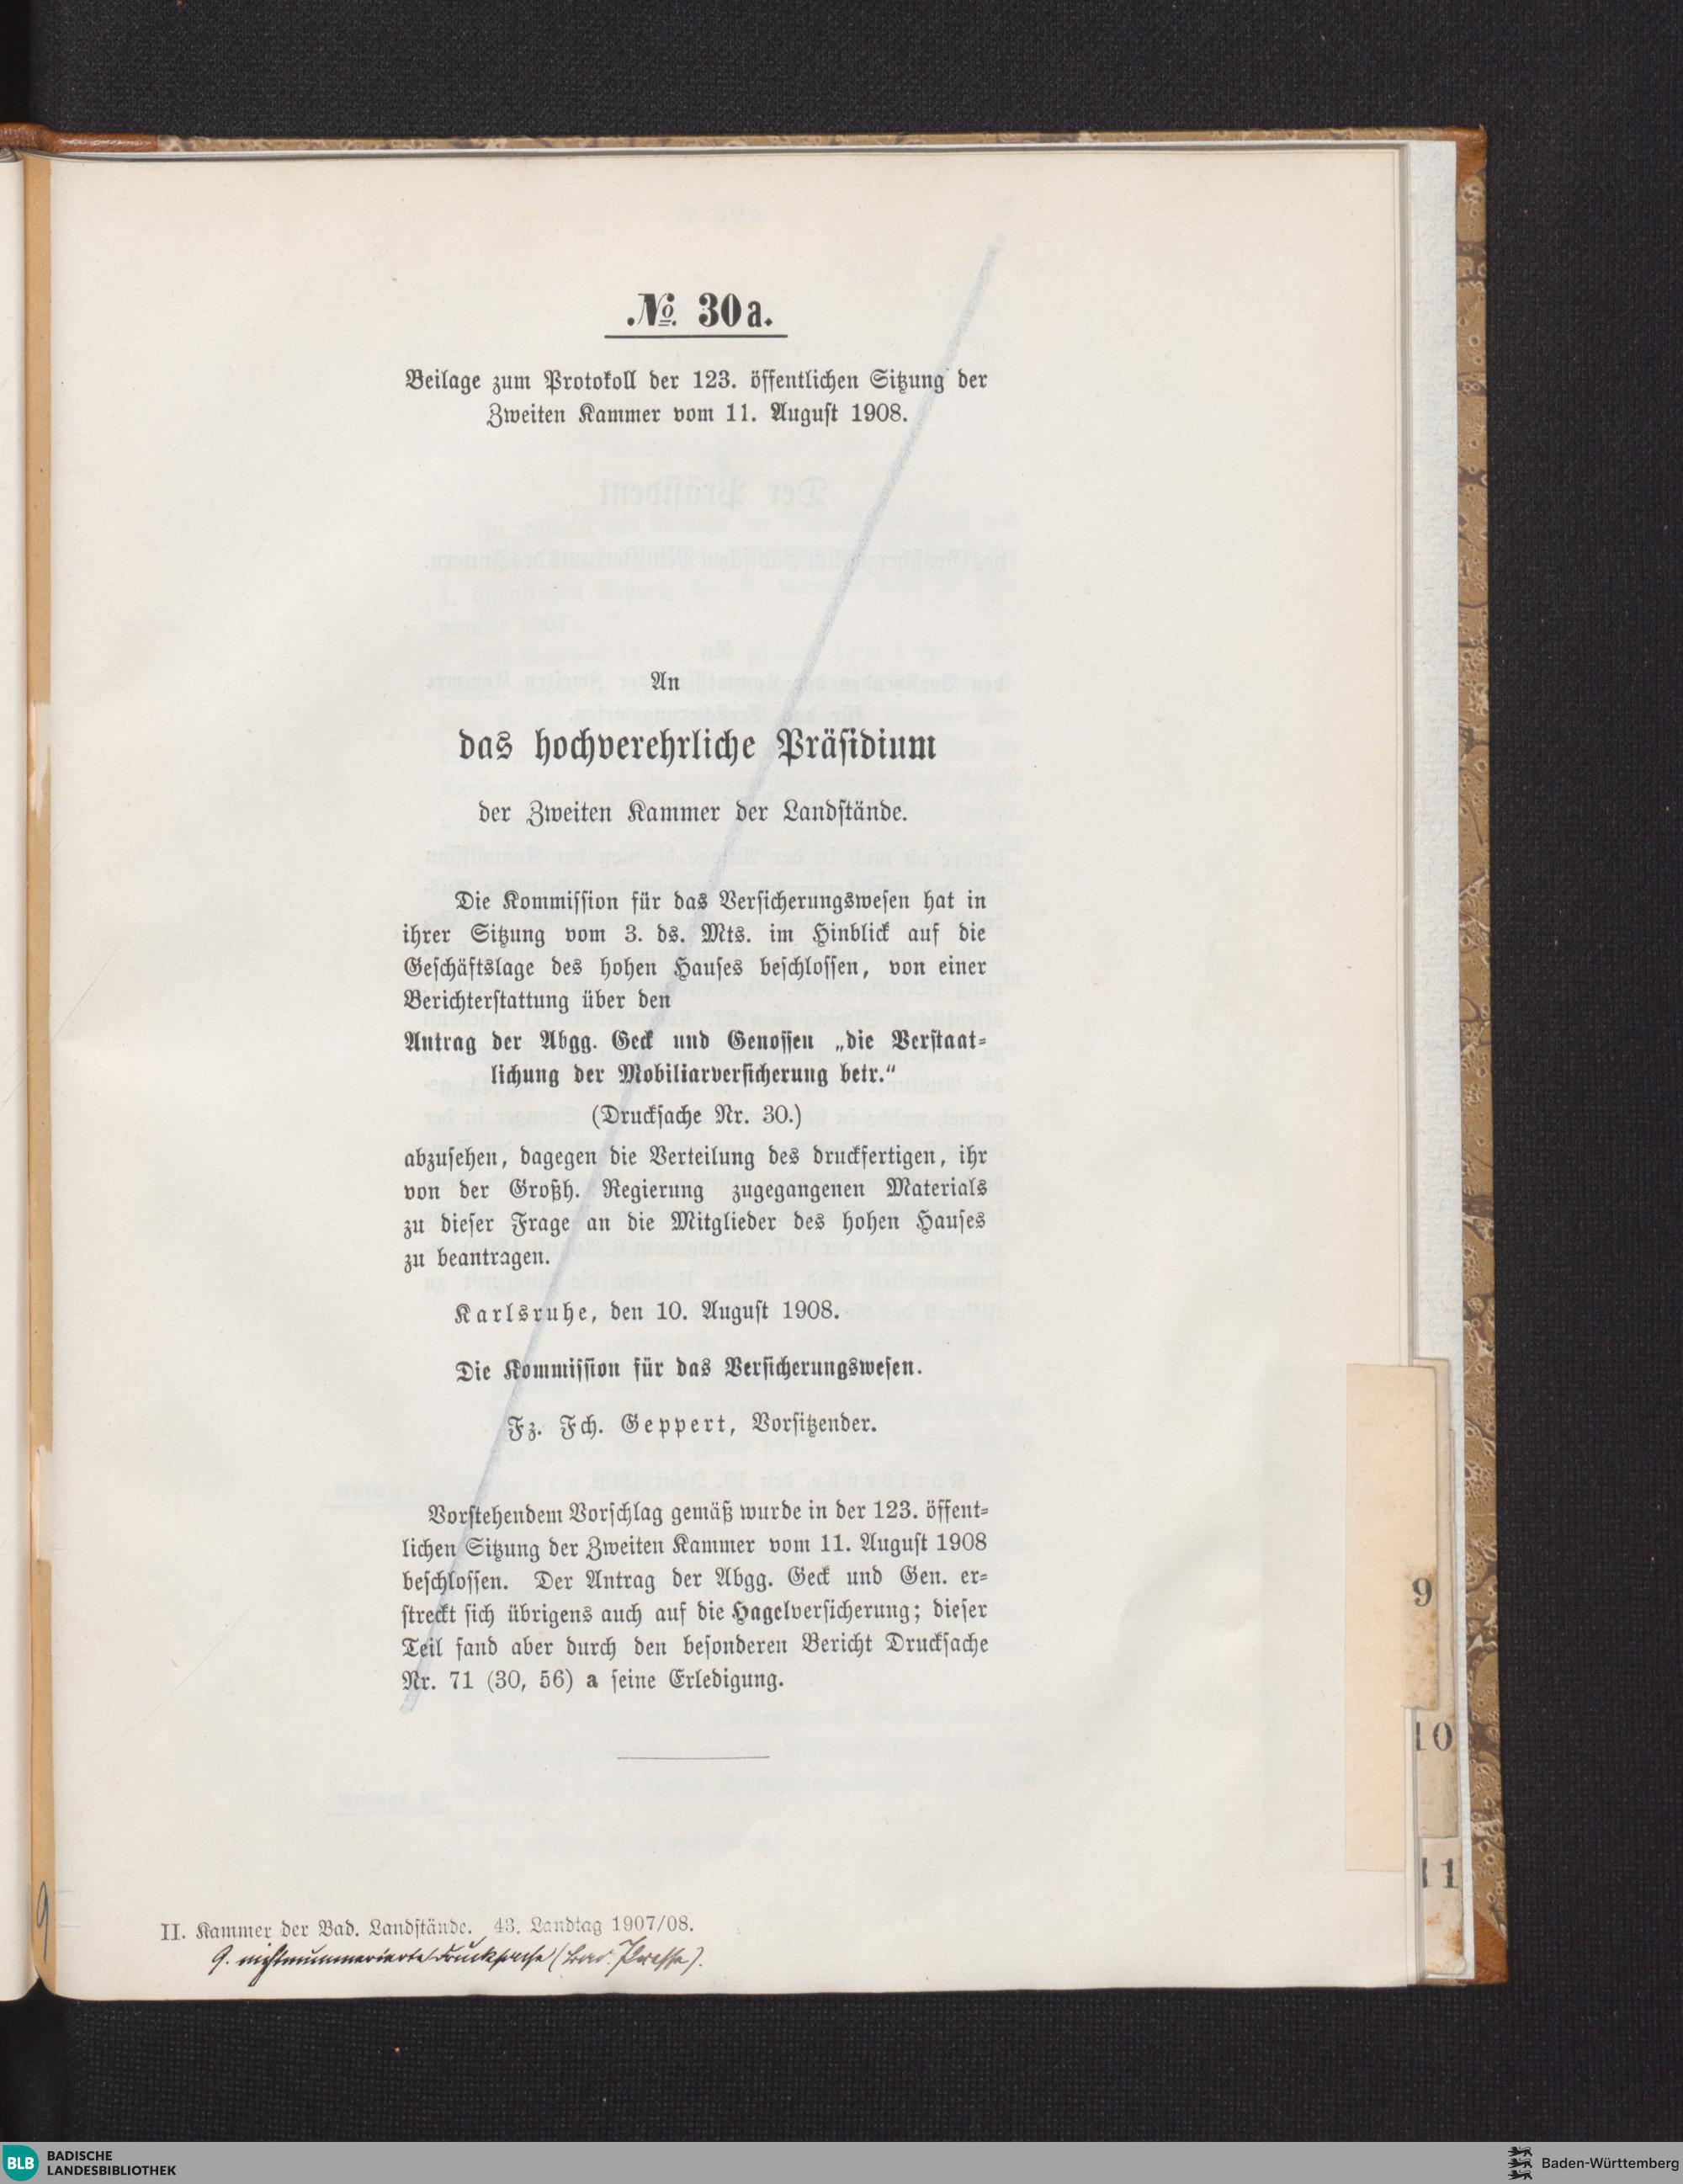 № 30a.
Beilage zum Protokoll der 123. öffentlichen Sitzung der
Zweiten Kammer vom 11. August 1908.
An
das hochverehrliche Präsidium
der Zweiten Kammer der Landstände.
Die Kommission für das Versicherungswesen hat in
ihrer Sitzung vom 3. ds. Mts. im Hinblick auf die
Geschäftslage des hohen Hauses beschlossen, von einer
Berichterstattung über den
Antrag der Abgg. Geck und Genossen „die Verstaat-
lichung der Mobiliarversicherung betr.“
(Drucksache Nr. 30.)
abzusehen, dagegen die Verteilung des druckfertigen, ihr
von der Großh. Regierung zugegangenen Materials
zu dieser Frage an die Mitglieder des hohen Hauses
zu beantragen.
Karlsruhe, den 10. August 1908.
Die Kommission für das Versicherungswesen.
Fz. Fch. Geppert, Vorsitzender.
Vorstehendem Vorschlag gemäß wurde in der 123. öffent-
lichen Sitzung der Zweiten Kammer vom 11. August 1908
beschlossen. Der Antrag der Abgg. Geck und Gen. er-
streckt sich übrigens auch auf die Hagelversicherung; dieser
Teil fand aber durch den besonderen Bericht Drucksache
Nr. 71 (30, 56) a seine Erledigung.
9
10
11
9
II. Kammer der Bad. Landstände. 43. Landtag 1907/08.
9. nichtnummerierte Drucksache (Bad. Presse).
BLB BADISCHE
LANDESBIBLIOTHEK
Baden-Württemberg